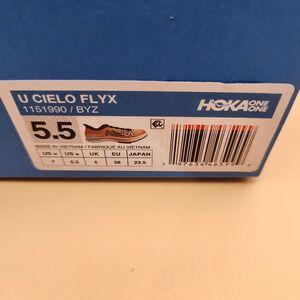 U CIELO FLYX
1151990 / BYZ
HOKA ONE ONE
5.5
HOKA
MADE IN VIETNAM / FABRIQUÉ AU VIETNAM
US US UK EU JAPAN
7 5.5 5 38 23.5